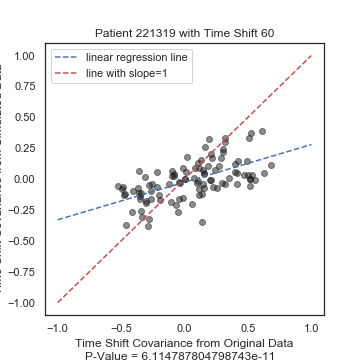 Patient 221319 with Time Shift 60
linear regression line
line with slope=1
1.00
0.75
0.50
0.25
0.00
−0.25
−0.50
−0.75
−1.00
−1.0
−0.5
0.0
0.5
1.0
Time Shift Covariance from Original Data
P-Value = 6.114787804798743e-11